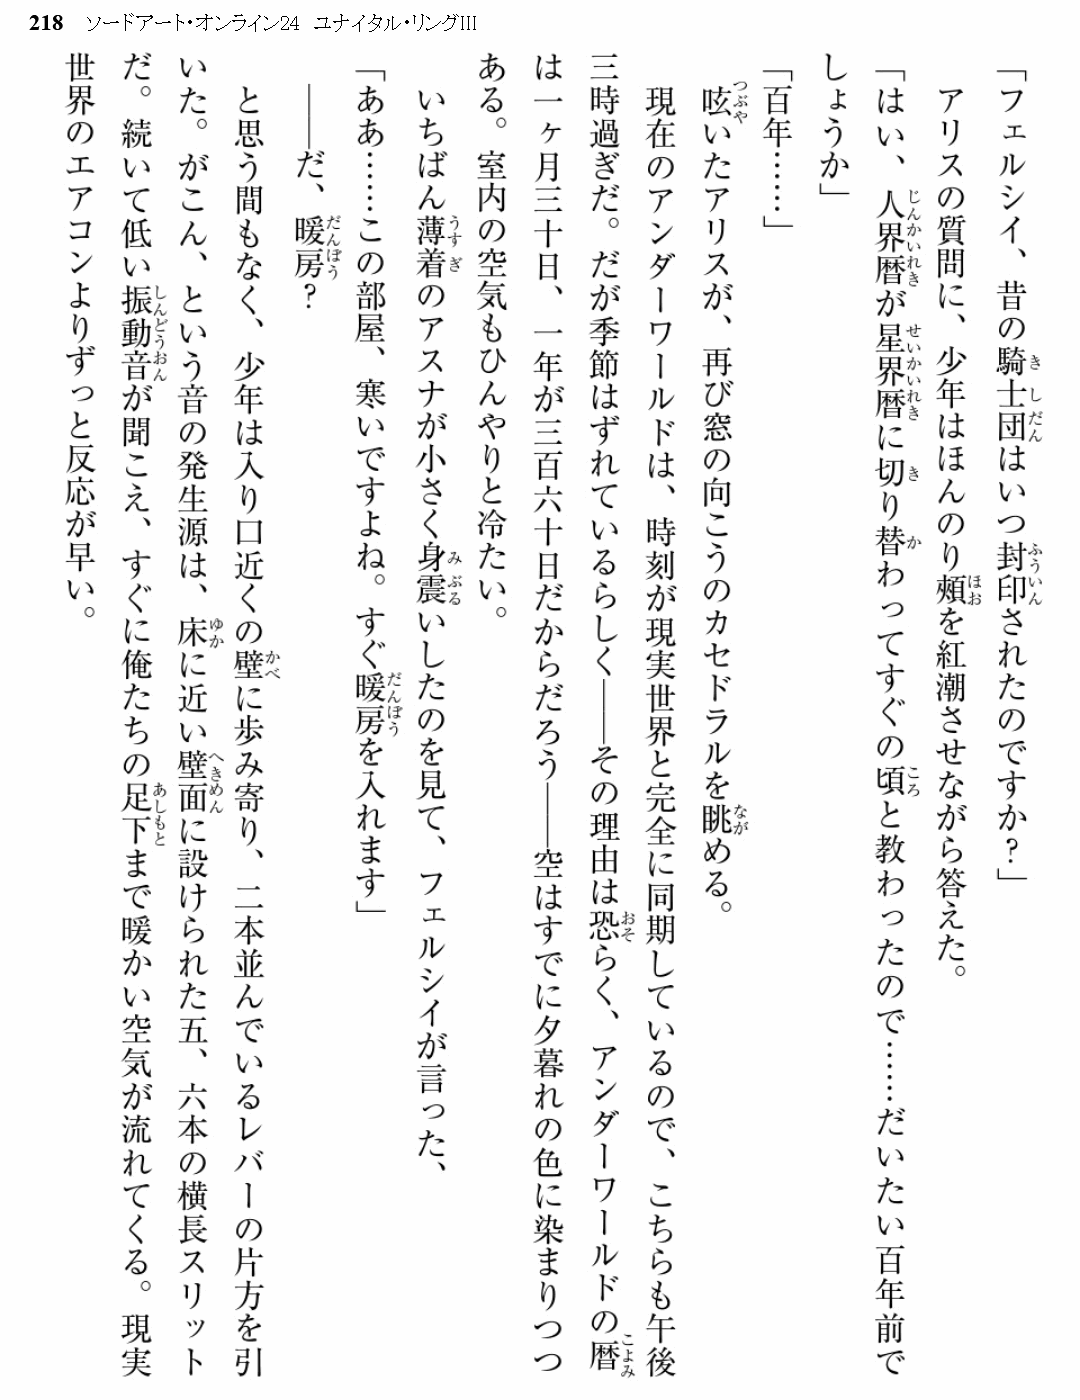 218 ソードアート・オンライン24 ユナイタル・リングIII
「フェルシイ、昔の騎士団はいつ封印されたのですか？」
アリスの質問に、少年はほんのり頰を紅潮させながら答えた。
「はい、人界暦が星界暦に切り替わってすぐの頃と教わったので……だいたい百年前で
しょうか」
「百年……」
呟いたアリスが、再び窓の向こうのカセドラルを眺める。
現在のアンダーワールドは、時刻が現実世界と完全に同期しているので、こちらも午後
三時過ぎだ。だが季節はずれているらしく――その理由は恐らく、アンダーワールドの暦
は一ヶ月三十日、一年が三百六十日だからだろう――空はすでに夕暮れの色に染まりつつ
ある。室内の空気もひんやりと冷たい。
いちばん薄着のアスナが小さく身震いしたのを見て、フェルシイが言った、
「ああ……この部屋、寒いですよね。すぐ暖房を入れます」
――だ、暖房？
と思う間もなく、少年は入り口近くの壁に歩み寄り、二本並んでいるレバーの片方を引
いた。がこん、という音の発生源は、床に近い壁面に設けられた五、六本の横長スリット
だ。続いて低い振動音が聞こえ、すぐに俺たちの足下まで暖かい空気が流れてくる。現実
世界のエアコンよりずっと反応が早い。